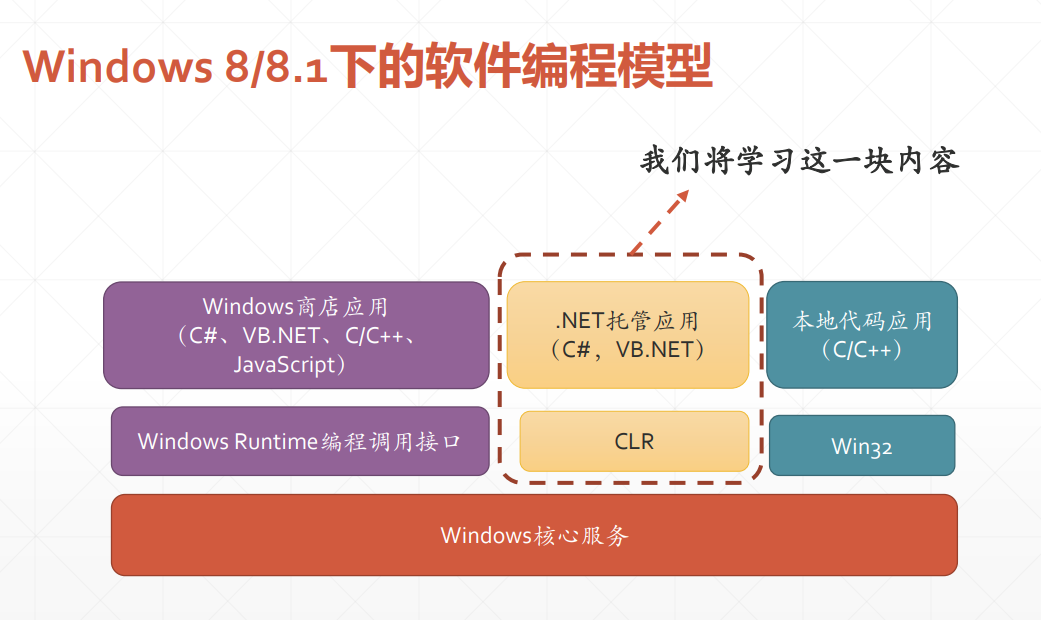 Windows 8/8.1下的软件编程模型
我们将学习这一块内容
Windows商店应用
（C#、VB.NET、C/C++、
JavaScript）
.NET托管应用
（C#，VB.NET）
本地代码应用
（C/C++）
Windows Runtime编程调用接口
CLR
Win32
Windows核心服务